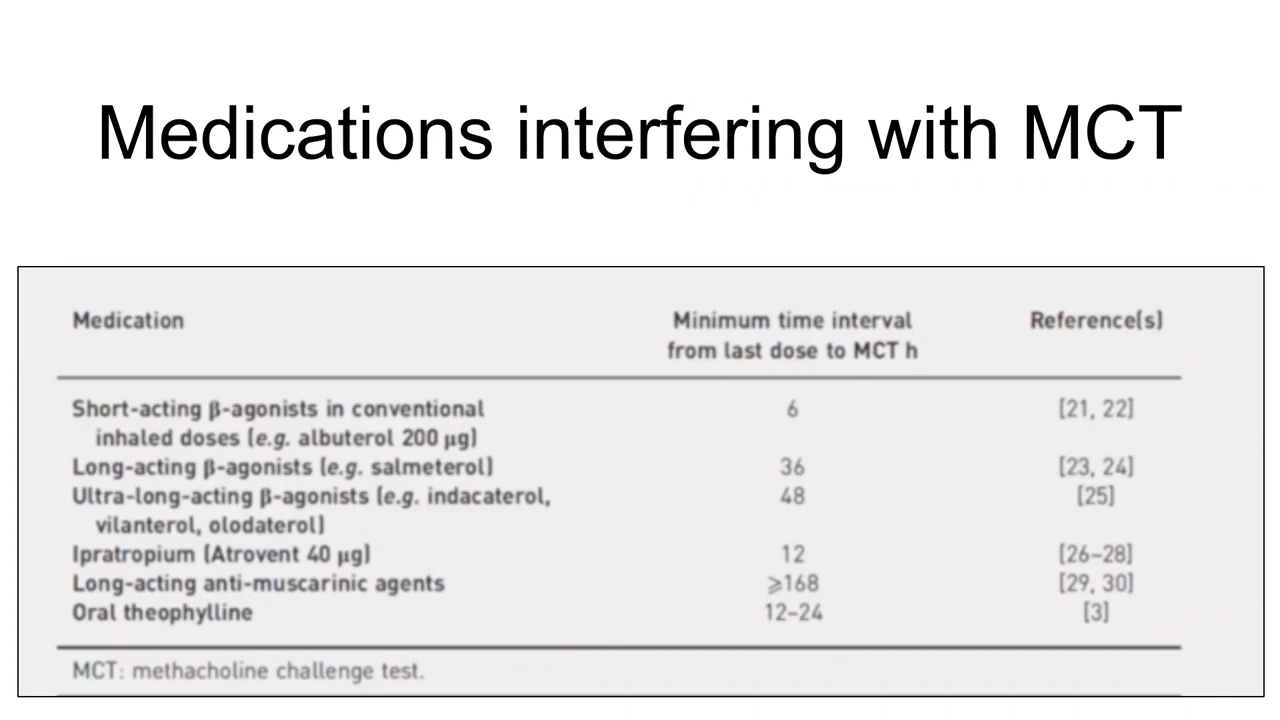 Medications interfering with MCT
Medication Minimum time interval Reference(s)
from last dose to MCT h
Short-acting β-agonists in conventional 6 [21, 22]
inhaled doses (e.g. albuterol 200 μg)
Long-acting β-agonists (e.g. salmeterol) 36 [23, 24]
Ultra-long-acting β-agonists (e.g. indacaterol, 48 [25]
vilanterol, olodaterol)
Ipratropium (Atrovent 40 μg) 12 [26–28]
Long-acting anti-muscarinic agents ⩾168 [29, 30]
Oral theophylline 12–24 [3]
MCT: methacholine challenge test.